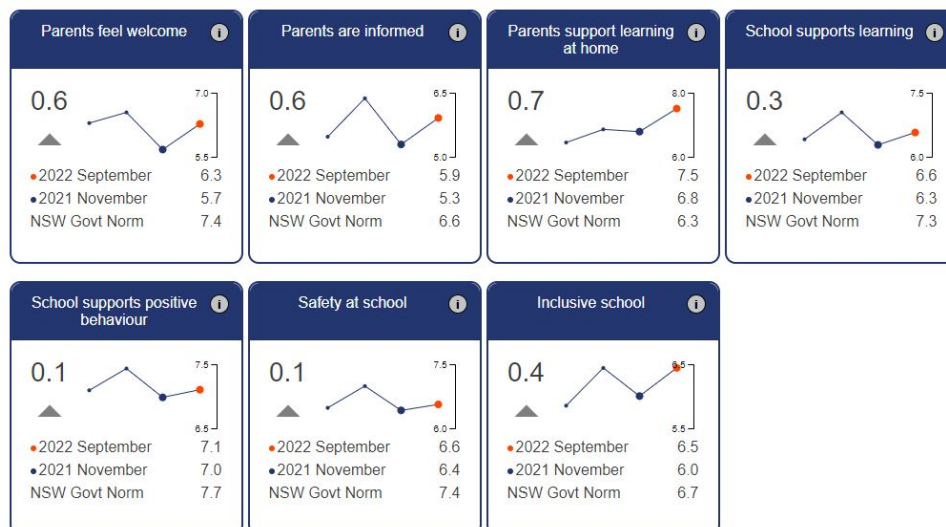 Parents feel welcome i
0.6
7.0
5.5
2022 September 6.3
2021 November 5.7
NSW Govt Norm 7.4
Parents are informed i
0.6
6.5
5.0
2022 September 5.9
2021 November 5.3
NSW Govt Norm 6.6
Parents support learning i
at home
0.7
8.0
6.0
2022 September 7.5
2021 November 6.8
NSW Govt Norm 6.3
School supports learning i
0.3
7.5
6.0
2022 September 6.6
2021 November 6.3
NSW Govt Norm 7.3
School supports positive i
behaviour
0.1
7.5
6.5
2022 September 7.1
2021 November 7.0
NSW Govt Norm 7.7
Safety at school i
0.1
7.5
6.0
2022 September 6.6
2021 November 6.4
NSW Govt Norm 7.4
Inclusive school i
0.4
6.5
5.5
2022 September 6.5
2021 November 6.0
NSW Govt Norm 6.7